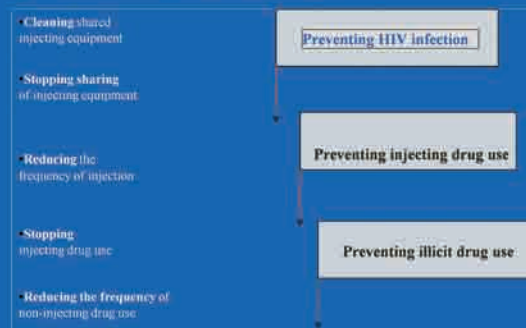 •Cleaning shared
injecting equipment
Preventing HIV infection
•Stopping sharing
of injecting equipment
Preventing injecting drug use
•Reducing the
frequency of injection
•Stopping
injecting drug use
Preventing illicit drug use
•Reducing the frequency of
non-injecting drug use